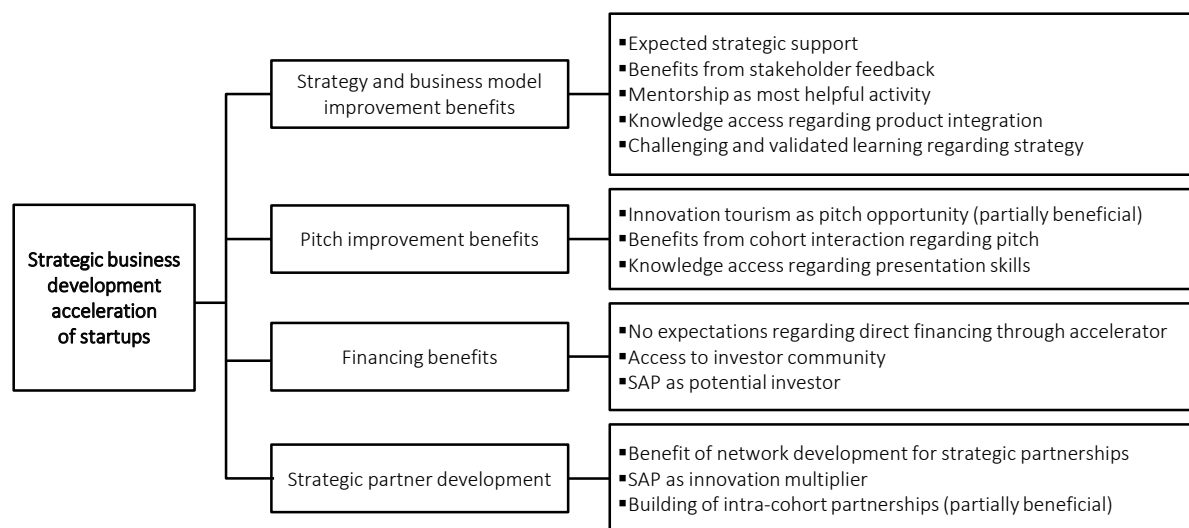 Strategic business
development
acceleration
of startups
Strategy and business model
improvement benefits
▪Expected strategic support
▪Benefits from stakeholder feedback
▪Mentorship as most helpful activity
▪Knowledge access regarding product integration
▪Challenging and validated learning regarding strategy
Pitch improvement benefits
▪Innovation tourism as pitch opportunity (partially beneficial)
▪Benefits from cohort interaction regarding pitch
▪Knowledge access regarding presentation skills
Financing benefits
▪No expectations regarding direct financing through accelerator
▪Access to investor community
▪SAP as potential investor
Strategic partner development
▪Benefit of network development for strategic partnerships
▪SAP as innovation multiplier
▪Building of intra-cohort partnerships (partially beneficial)